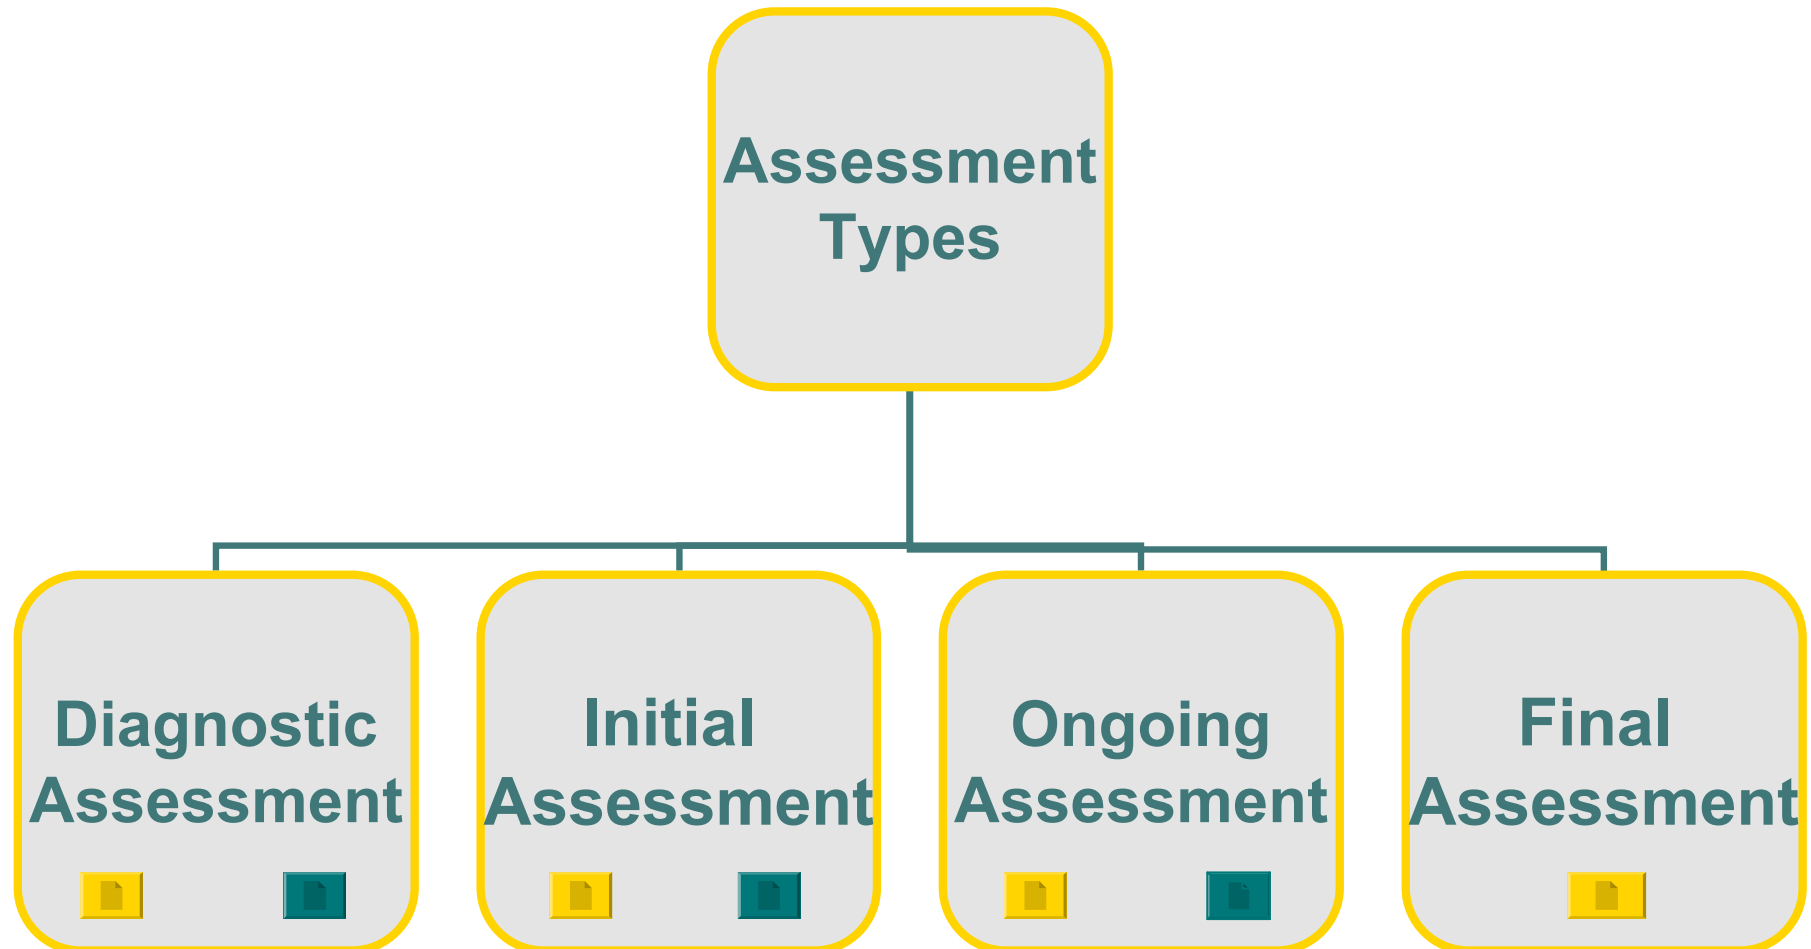 Assessment
Types
Diagnostic
Assessment
Initial
Assessment
Ongoing
Assessment
Final
Assessment